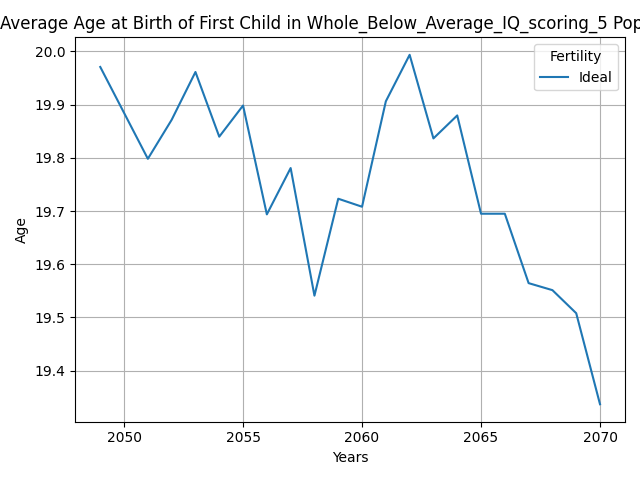 Average Age at Birth of First Child in Whole_Below_Average_IQ_scoring_5 Pop
Fertility
Ideal
20.0
19.9
19.8
19.7
19.6
19.5
19.4
Age
2050 2055 2060 2065 2070
Years